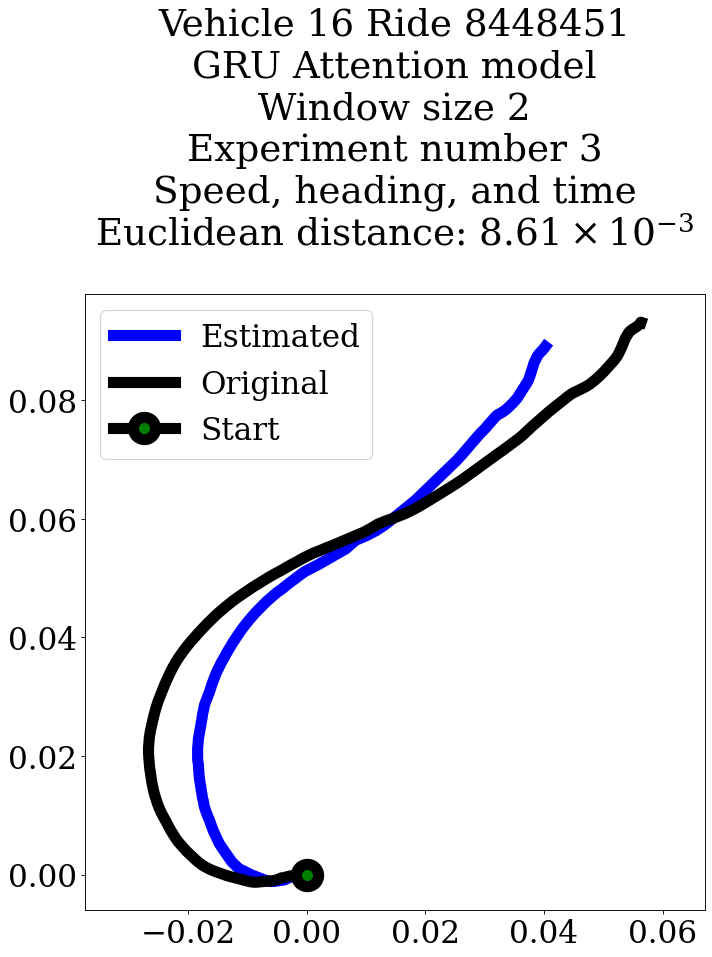 Vehicle 16 Ride 8448451
GRU Attention model
Window size 2
Experiment number 3
Speed, heading, and time
Euclidean distance: 8.61 × 10⁻³
Estimated
Original
Start
0.08
0.06
0.04
0.02
0.00
−0.02 0.00 0.02 0.04 0.06